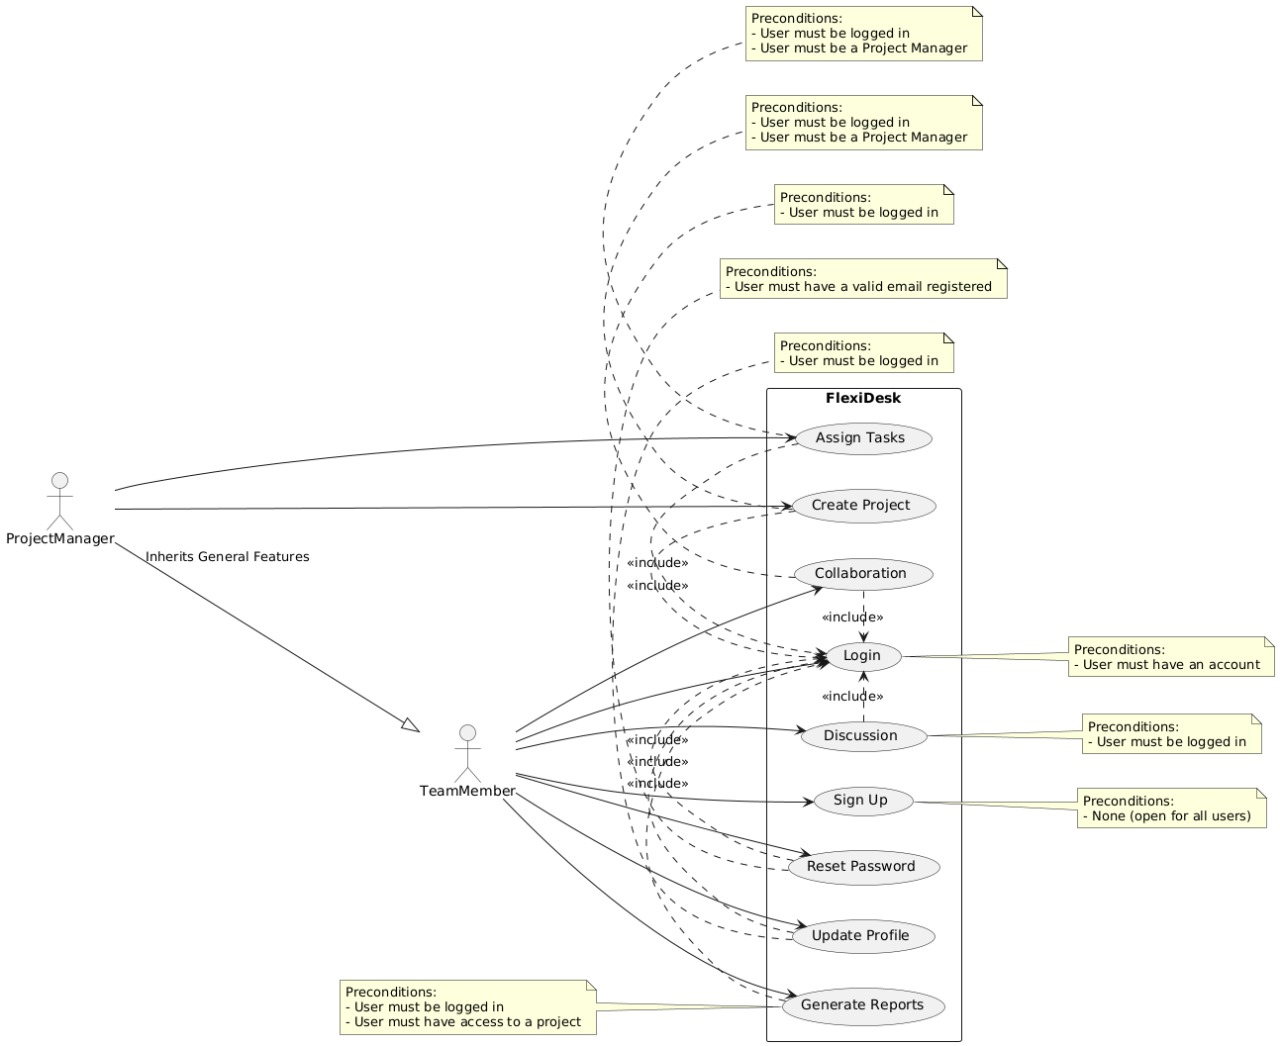 Preconditions:
- User must be logged in
- User must be a Project Manager
Preconditions:
- User must be logged in
- User must be a Project Manager
Preconditions:
- User must be logged in
Preconditions:
- User must have a valid email registered
Preconditions:
- User must be logged in
FlexiDesk
Assign Tasks
Create Project
ProjectManager
Inherits General Features
«include»
Collaboration
«include»
«include»
Login
Preconditions:
- User must have an account
«include»
Discussion
Preconditions:
- User must be logged in
«include»
«include»
«include»
TeamMember
Sign Up
Preconditions:
- None (open for all users)
Reset Password
Update Profile
Preconditions:
- User must be logged in
- User must have access to a project
Generate Reports